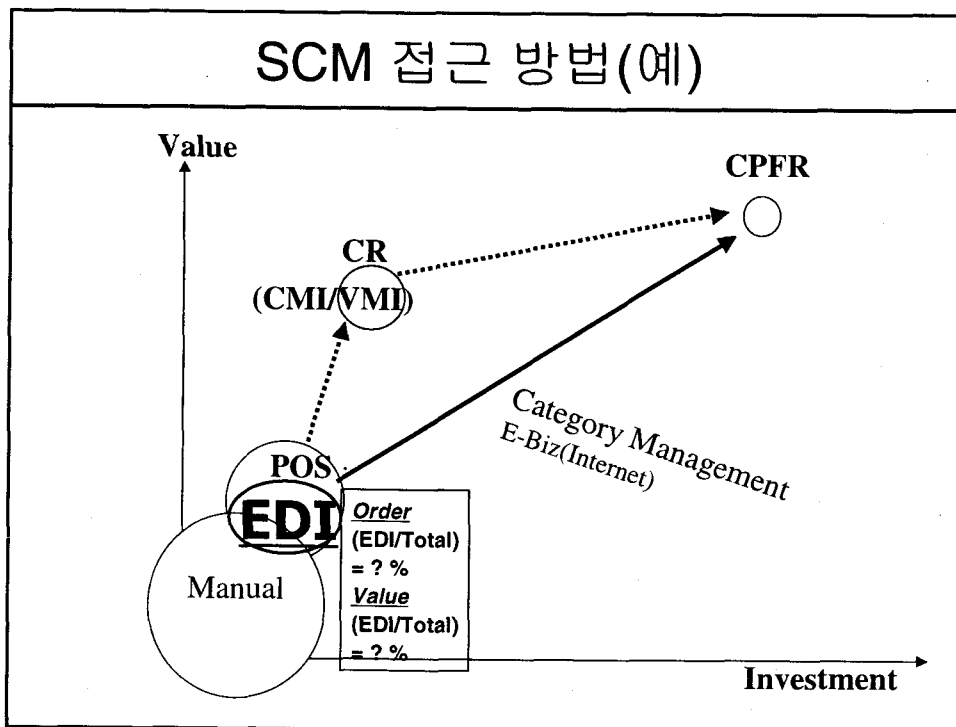 SCM 접근 방법(예)
Value
CPFR
CR
(CMI/VMI)
Category Management
E-Biz(Internet)
POS
EDI
Manual
Order
(EDI/Total)
= ? %
Value
(EDI/Total)
= ? %
Investment